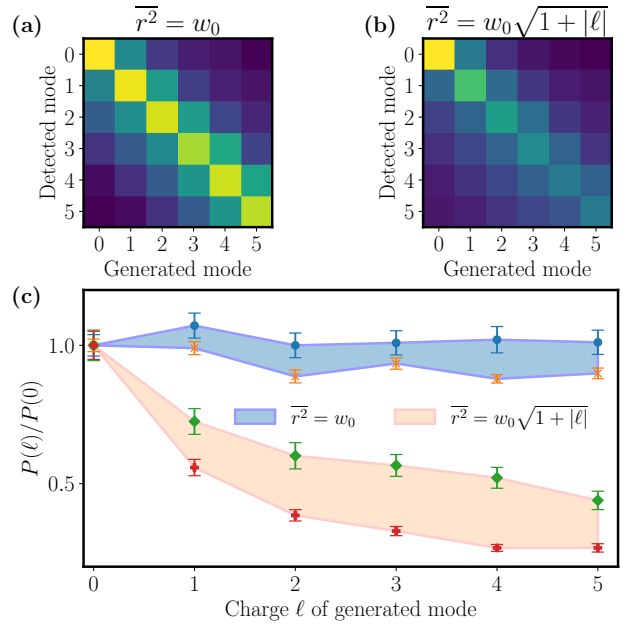 (a) $\overline{r^2} = w_0$
(b) $\overline{r^2} = w_0\sqrt{1+|\ell|}$
Detected mode
0
1
2
3
4
5
0 1 2 3 4 5
Generated mode
Detected mode
0
1
2
3
4
5
0 1 2 3 4 5
Generated mode
(c)
P(ℓ)/P(0)
1.0
0.5
$\overline{r^2} = w_0$
$\overline{r^2} = w_0\sqrt{1+|\ell|}$
0 1 2 3 4 5
Charge ℓ of generated mode